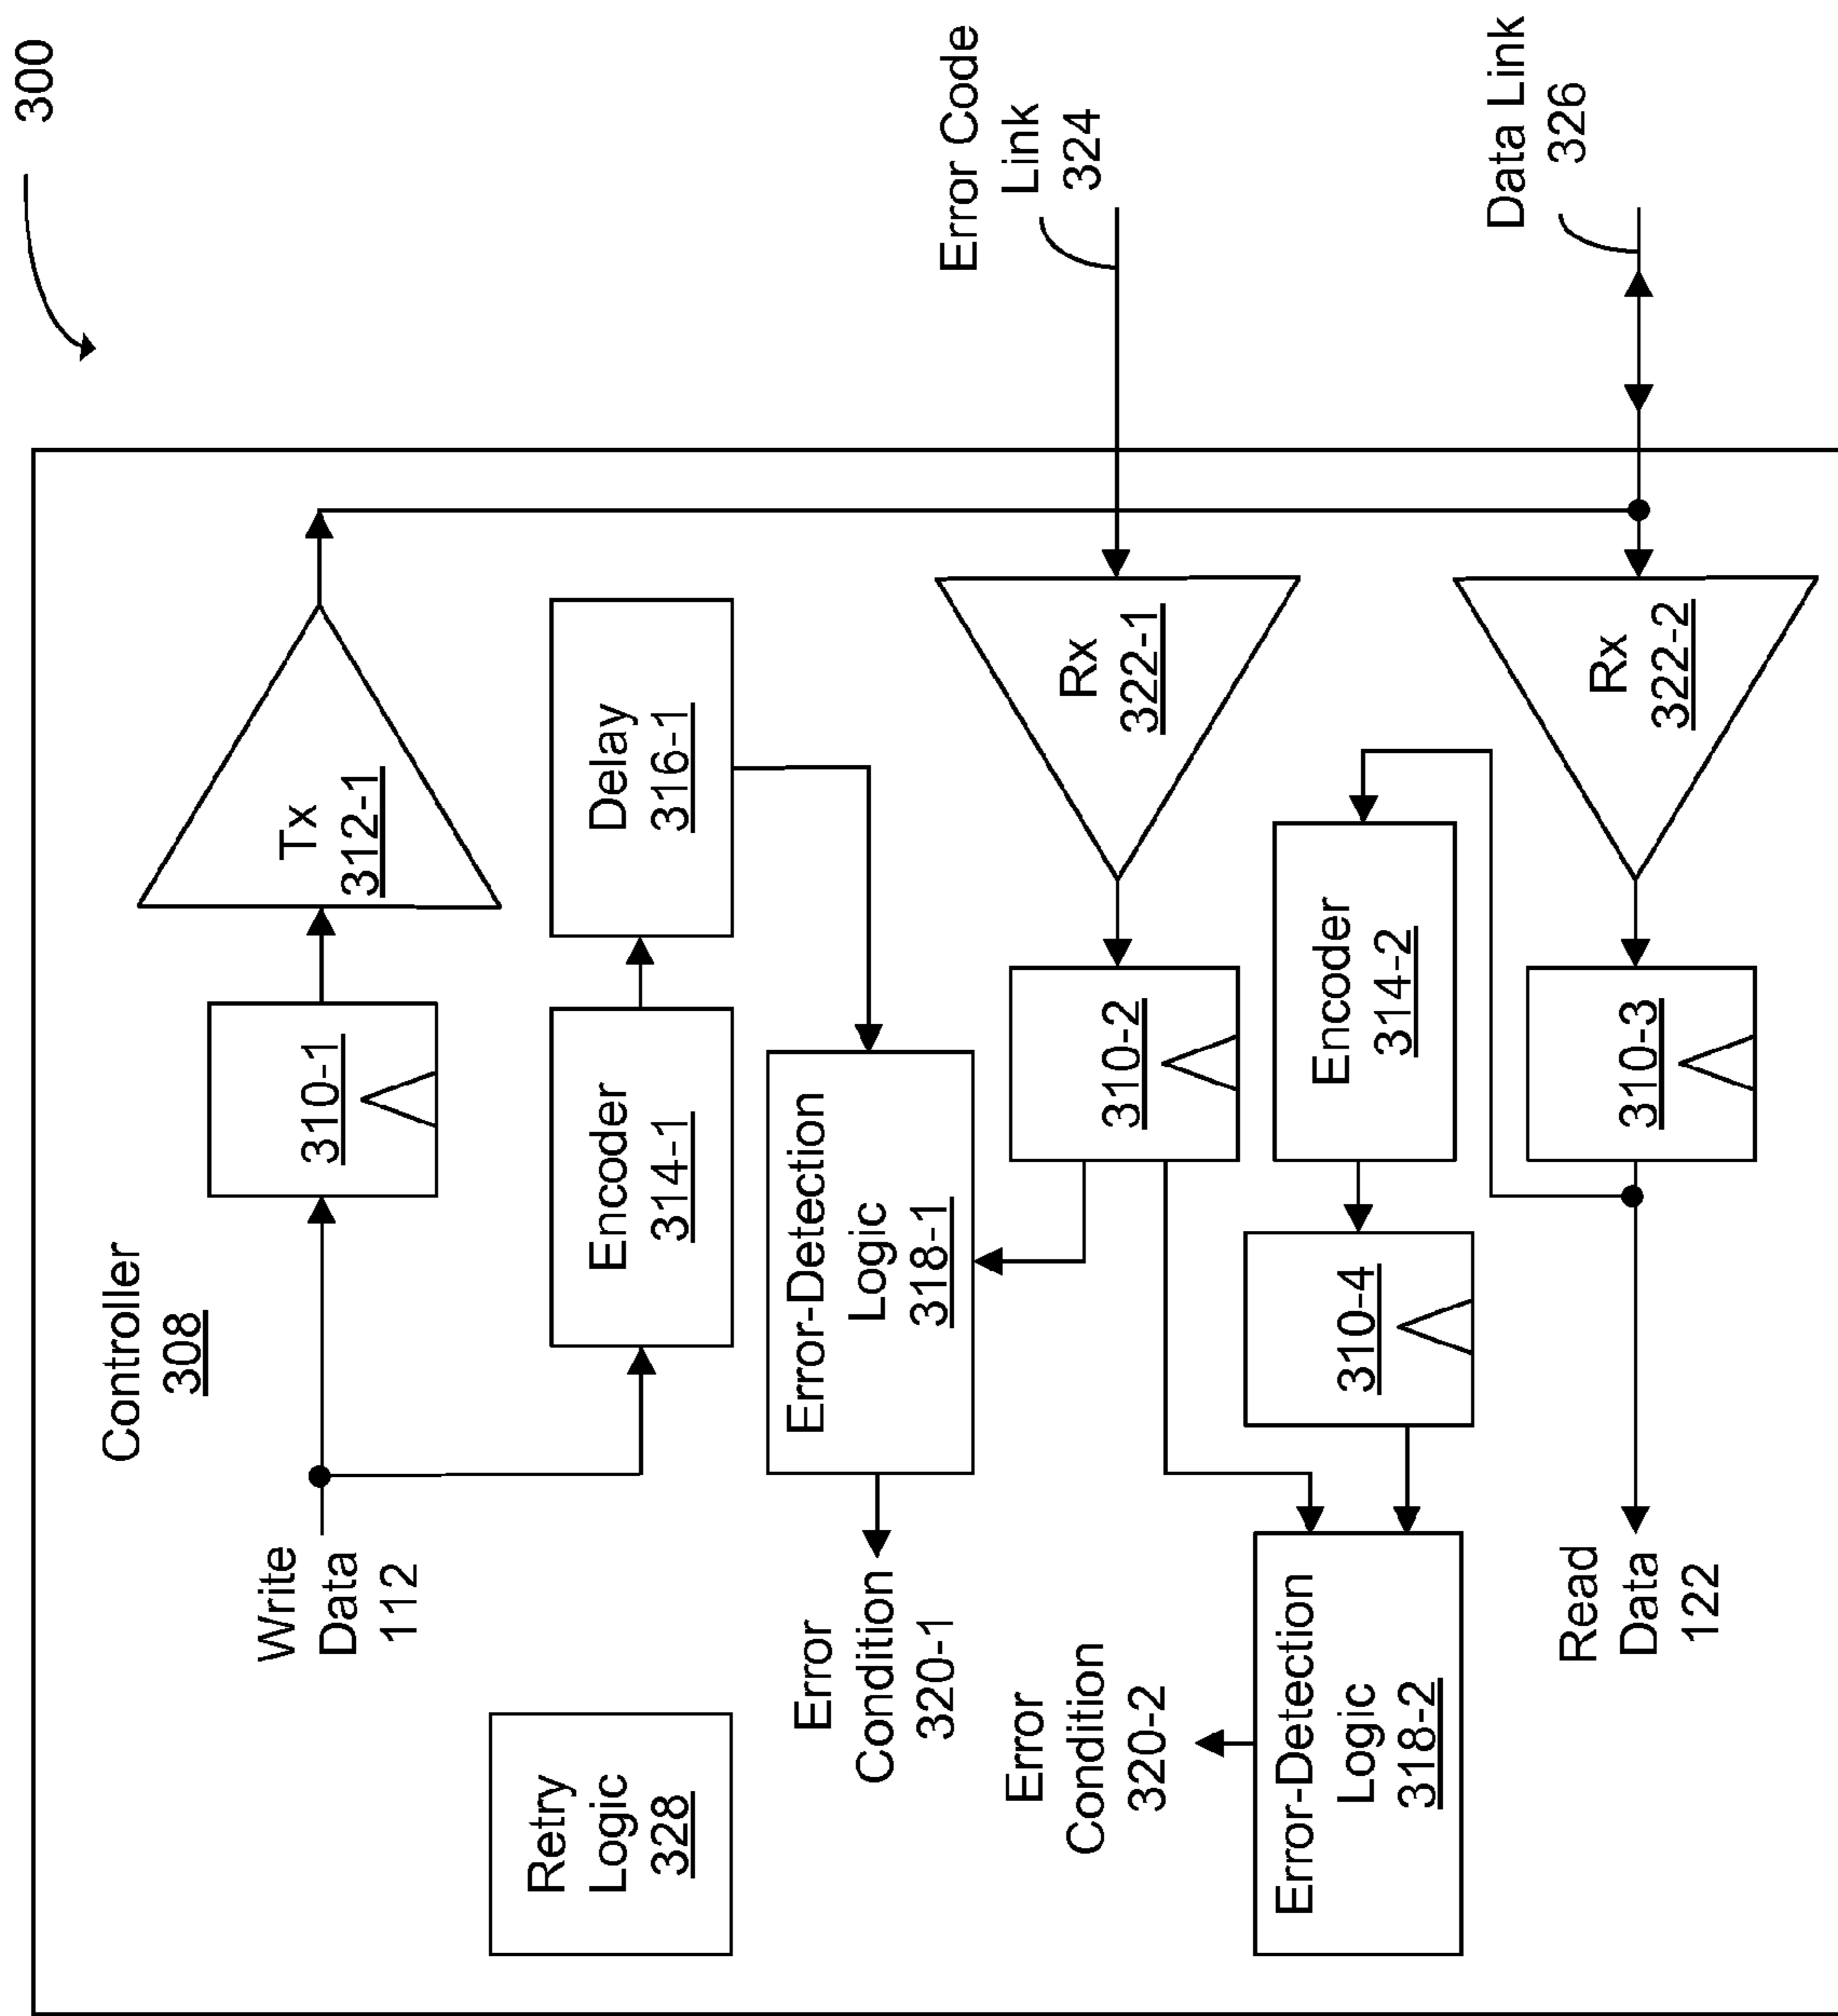 300
Controller
308
Write
Data
112
310-1
Tx
312-1
Retry
Logic
328
Encoder
314-1
Delay
316-1
Error
Condition
320-1
Error-Detection
Logic
318-1
Error Code
Link
324
Error
Condition
320-2
310-2
Rx
322-1
Error-Detection
Logic
318-2
310-4
Encoder
314-2
Data Link
326
Read
Data
122
310-3
Rx
322-2